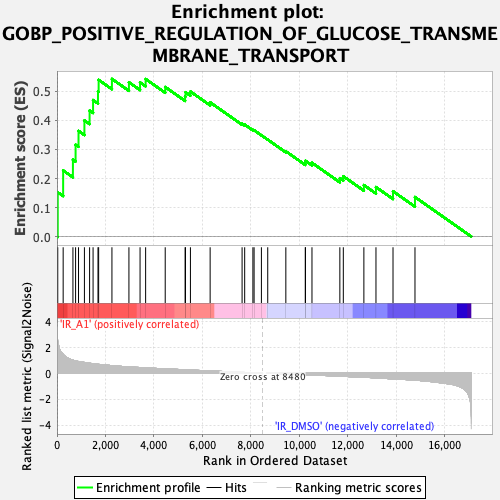 Enrichment plot:
GOBP_POSITIVE_REGULATION_OF_GLUCOSE_TRANSME
MBRANE_TRANSPORT
Enrichment score (ES)
0.5
0.4
0.3
0.2
0.1
0.0
'IR_A1' (positively correlated)
Ranked list metric (Signal2Noise)
4
2
0
-2
-4
Zero cross at 8480
'IR_DMSO' (negatively correlated)
0 2,000 4,000 6,000 8,000 10,000 12,000 14,000 16,000
Rank in Ordered Dataset
Enrichment profile Hits Ranking metric scores